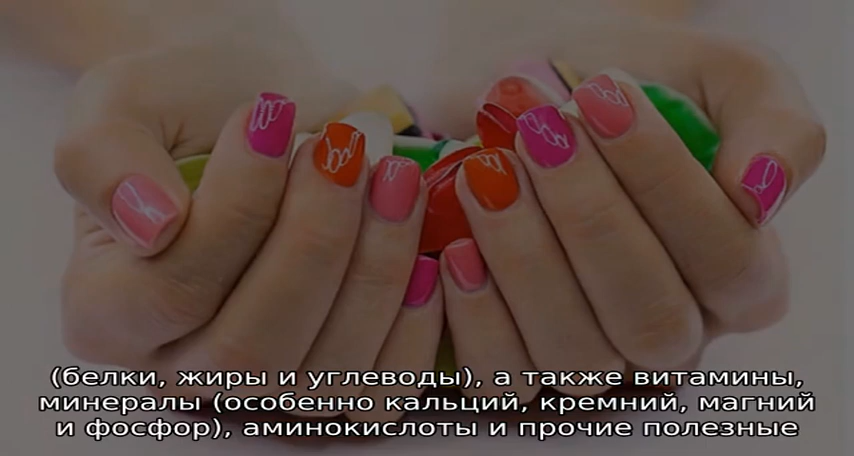 (белки, жиры и углеводы), а также витамины,
минералы (особенно кальций, кремний, магний
и фосфор), аминокислоты и прочие полезные